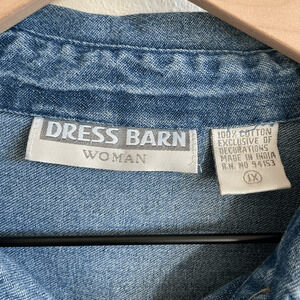 DRESS BARN
WOMAN
100% COTTON
EXCLUSIVE OF
DECORATIONS
MADE IN INDIA
R.N. NO 94153
1X